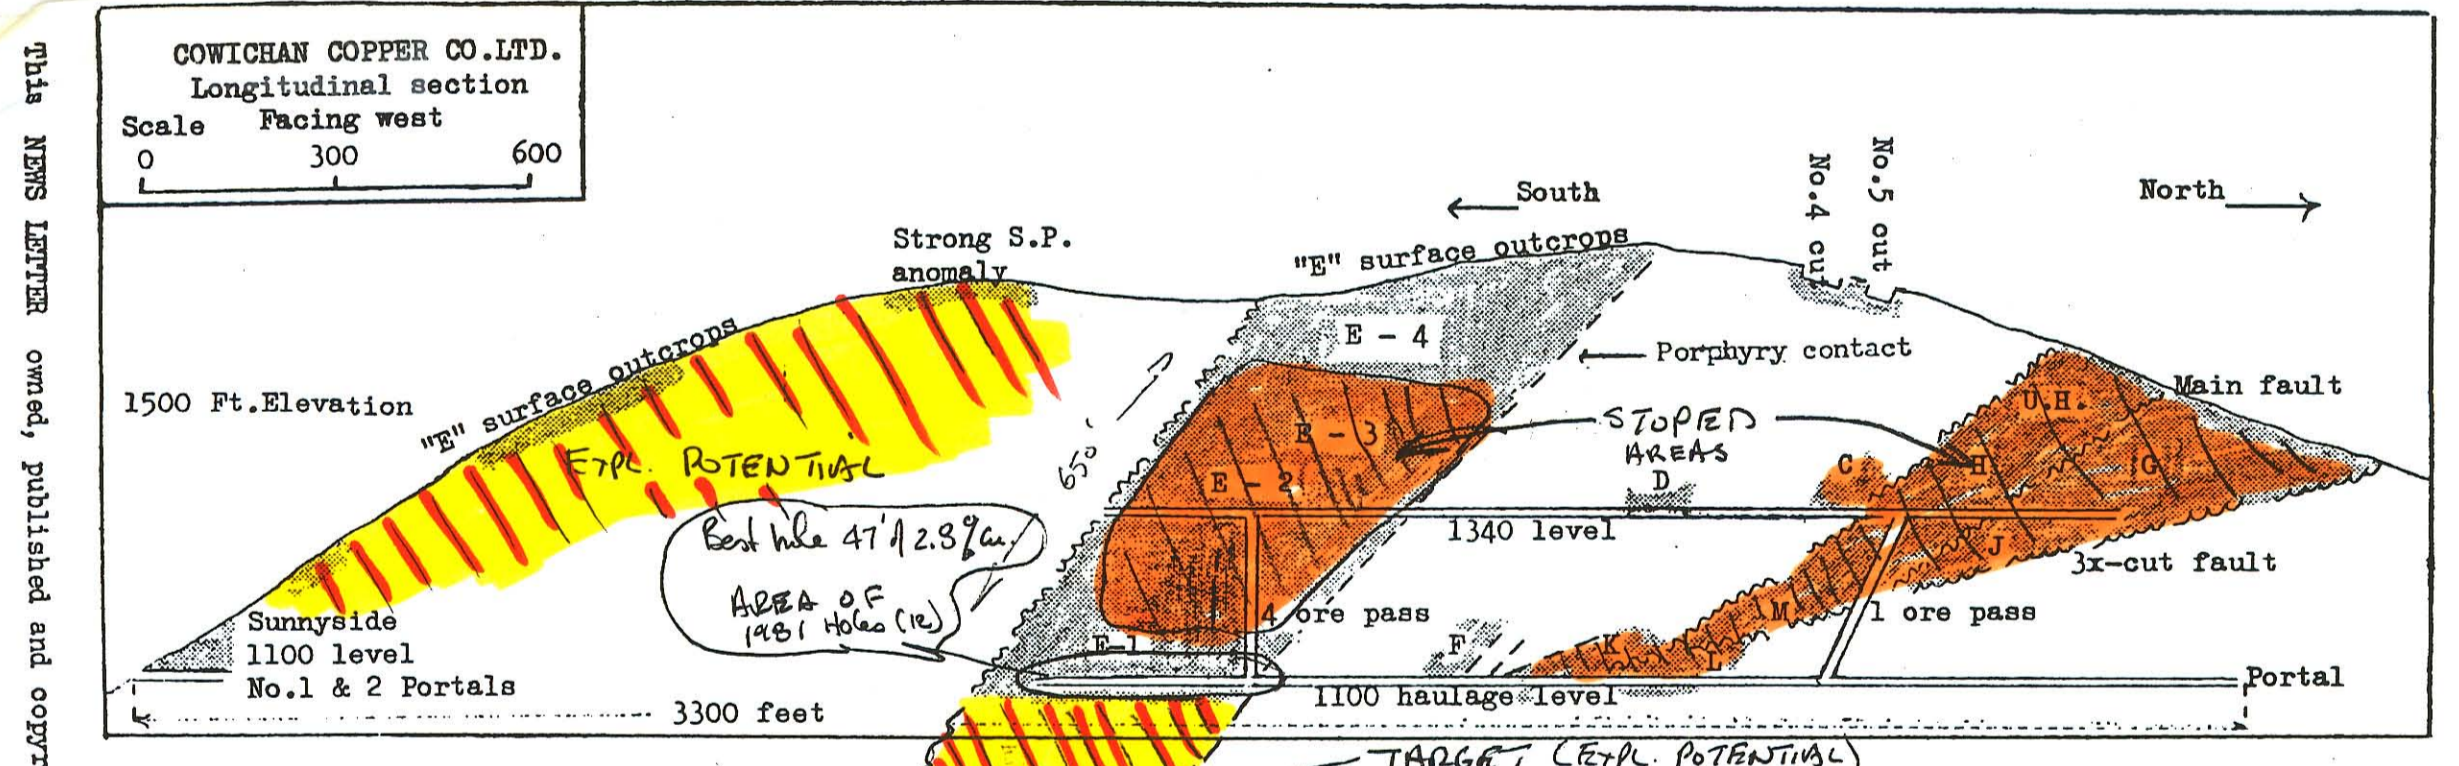 This NEWS LETTER owned, published and copyr
COWICHAN COPPER CO.LTD.
Longitudinal section
Facing west
Scale
0 300 600
South
North
No.4 cut
No.5 cut
Strong S.P.
anomaly
"E" surface outcrops
"E" surface outcrops
E - 4
Porphyry contact
1500 Ft.Elevation
Main fault
U.H.
STOPED
AREAS
E - 3
EXPL. POTENTIAL
650'
E - 2
D
C
H
G
1340 level
J
3x-cut fault
Best hole 47' of 2.8% Cu.
AREA OF
1981 Holes (12)
4 ore pass
M
1 ore pass
Sunnyside
1100 level
No.1 & 2 Portals
E-1
F
K
L
1100 haulage level
Portal
3300 feet
TARGET (EXPL. POTENTIAL)